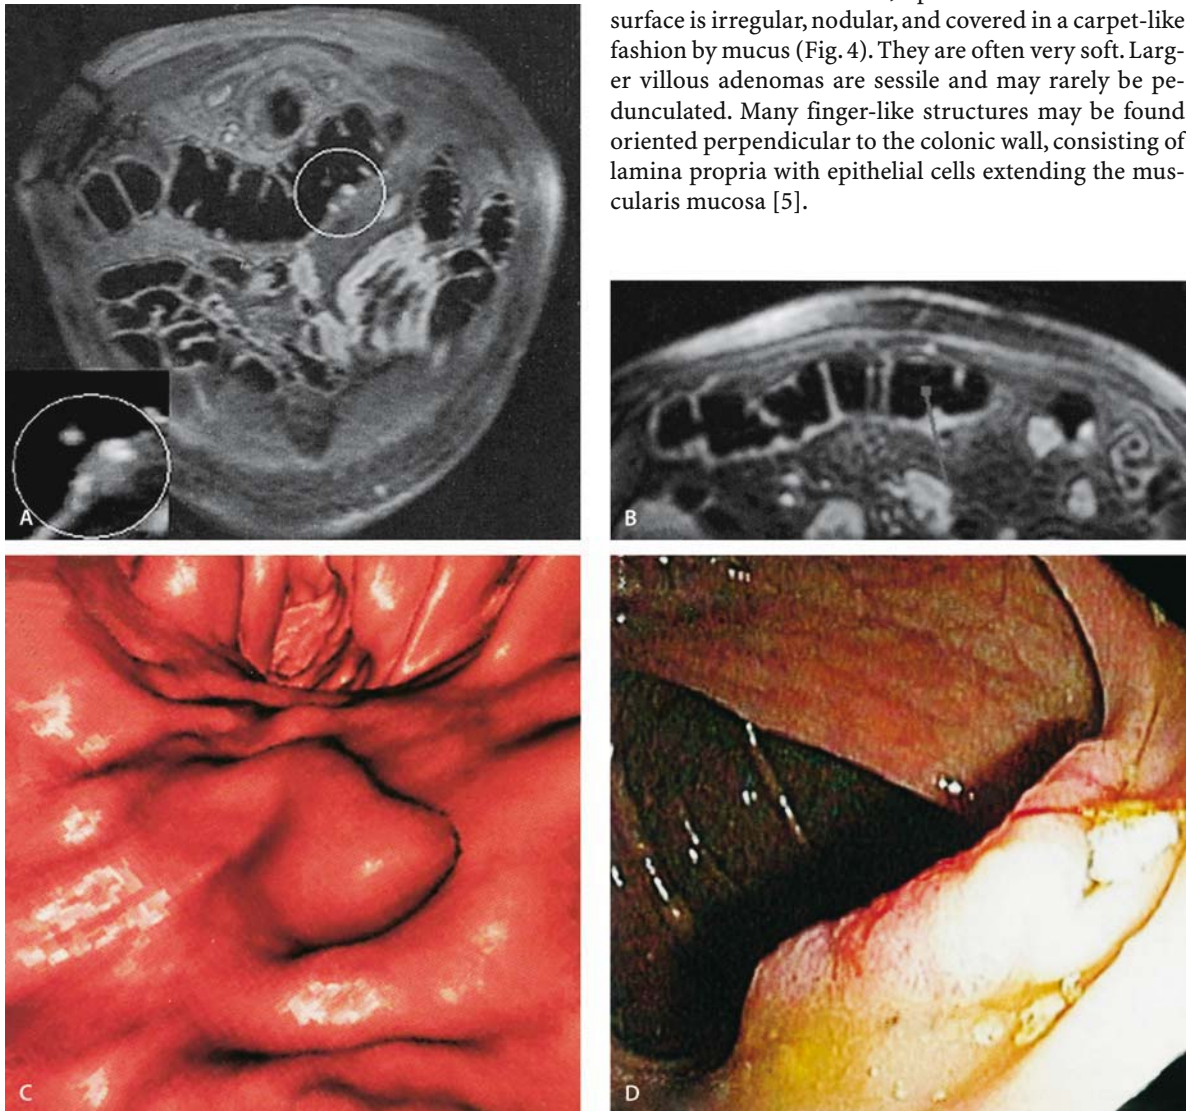 surface is irregular, nodular, and covered in a carpet-like
fashion by mucus (Fig. 4). They are often very soft. Larg-
er villous adenomas are sessile and may rarely be pe-
dunculated. Many finger-like structures may be found
oriented perpendicular to the colonic wall, consisting of
lamina propria with epithelial cells extending the mus-
cularis mucosa [5].
A
B
C
D